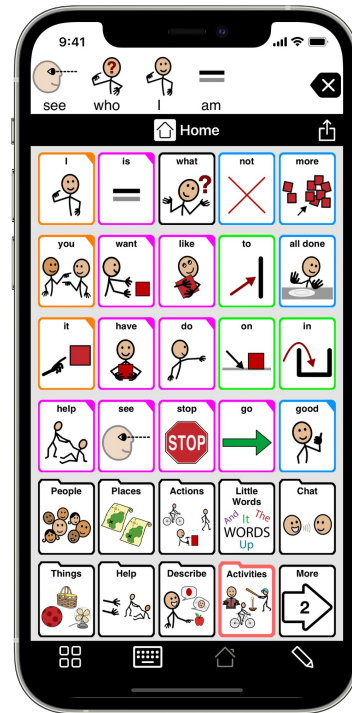 9:41
see who I am
Home
I is what not more
you want like to all done
it have do on in
help see stop go good
STOP
People Places Actions Little Words Chat
And It The
WORDS
Up
Things Help Describe Activities More
2